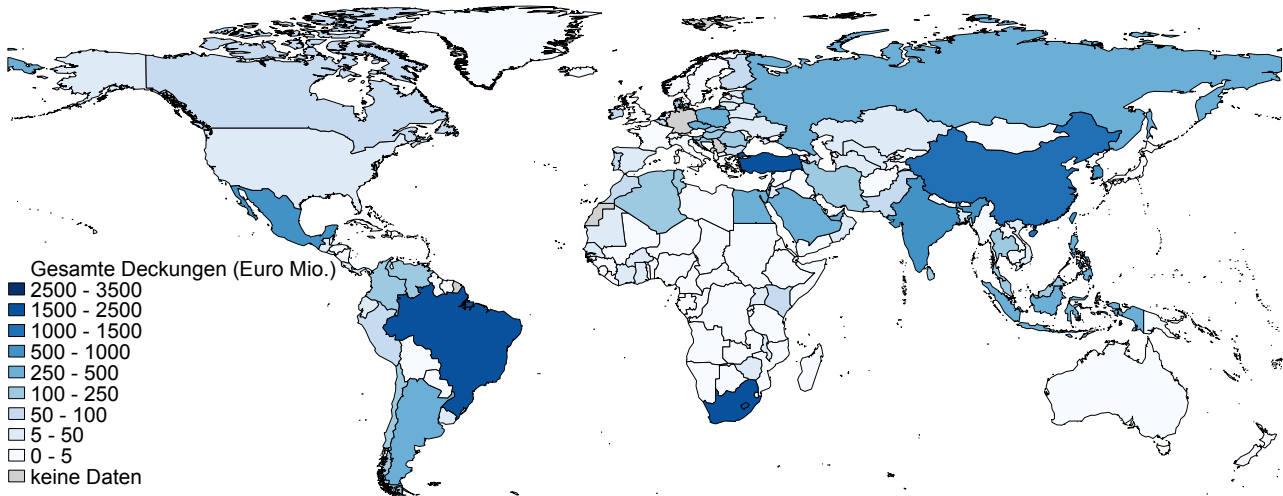 Gesamte Deckungen (Euro Mio.)
2500 - 3500
1500 - 2500
1000 - 1500
500 - 1000
250 - 500
100 - 250
50 - 100
5 - 50
0 - 5
keine Daten